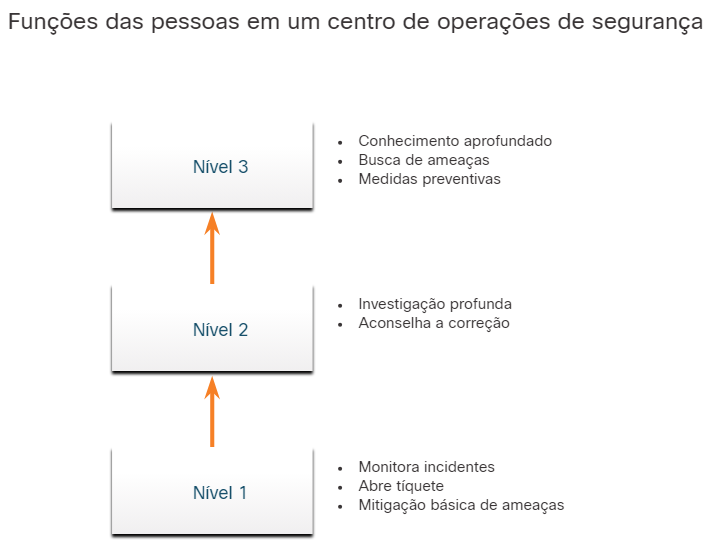 Funções das pessoas em um centro de operações de segurança
Nível 3
• Conhecimento aprofundado
• Busca de ameaças
• Medidas preventivas
Nível 2
• Investigação profunda
• Aconselha a correção
Nível 1
• Monitora incidentes
• Abre tíquete
• Mitigação básica de ameaças